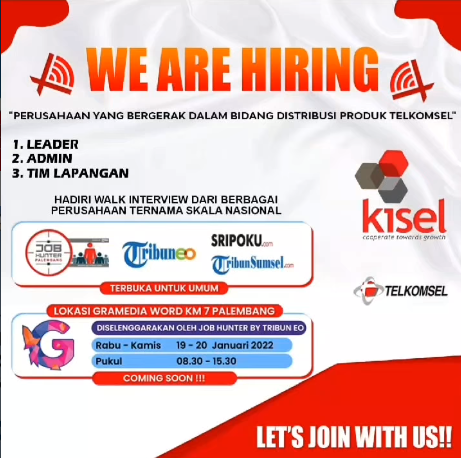 WE ARE HIRING
"PERUSAHAAN YANG BERGERAK DALAM BIDANG DISTRIBUSI PRODUK TELKOMSEL"
1. LEADER
2. ADMIN
3. TIM LAPANGAN
HADIRI WALK INTERVIEW DARI BERBAGAI
PERUSAHAAN TERNAMA SKALA NASIONAL
JOB
HUNTER
PALEMBANG
Tribuneo
SRIPOKU.com
TribunSumsel.com
TERBUKA UNTUK UMUM
kisel
cooperate towards growth
TELKOMSEL
LOKASI GRAMEDIA WORD KM 7 PALEMBANG
DISELENGGARAKAN OLEH JOB HUNTER BY TRIBUN EO
Rabu - Kamis 19 - 20 Januari 2022
Pukul 08.30 - 15.30
COMING SOON !!!
LET'S JOIN WITH US!!